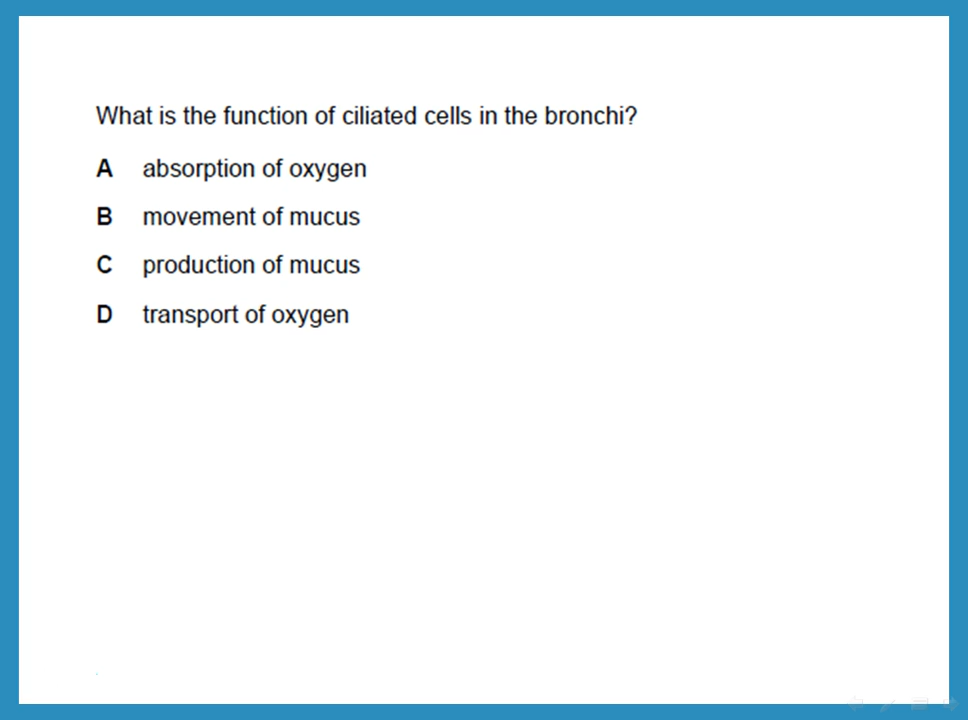 What is the function of ciliated cells in the bronchi?
A absorption of oxygen
B movement of mucus
C production of mucus
D transport of oxygen